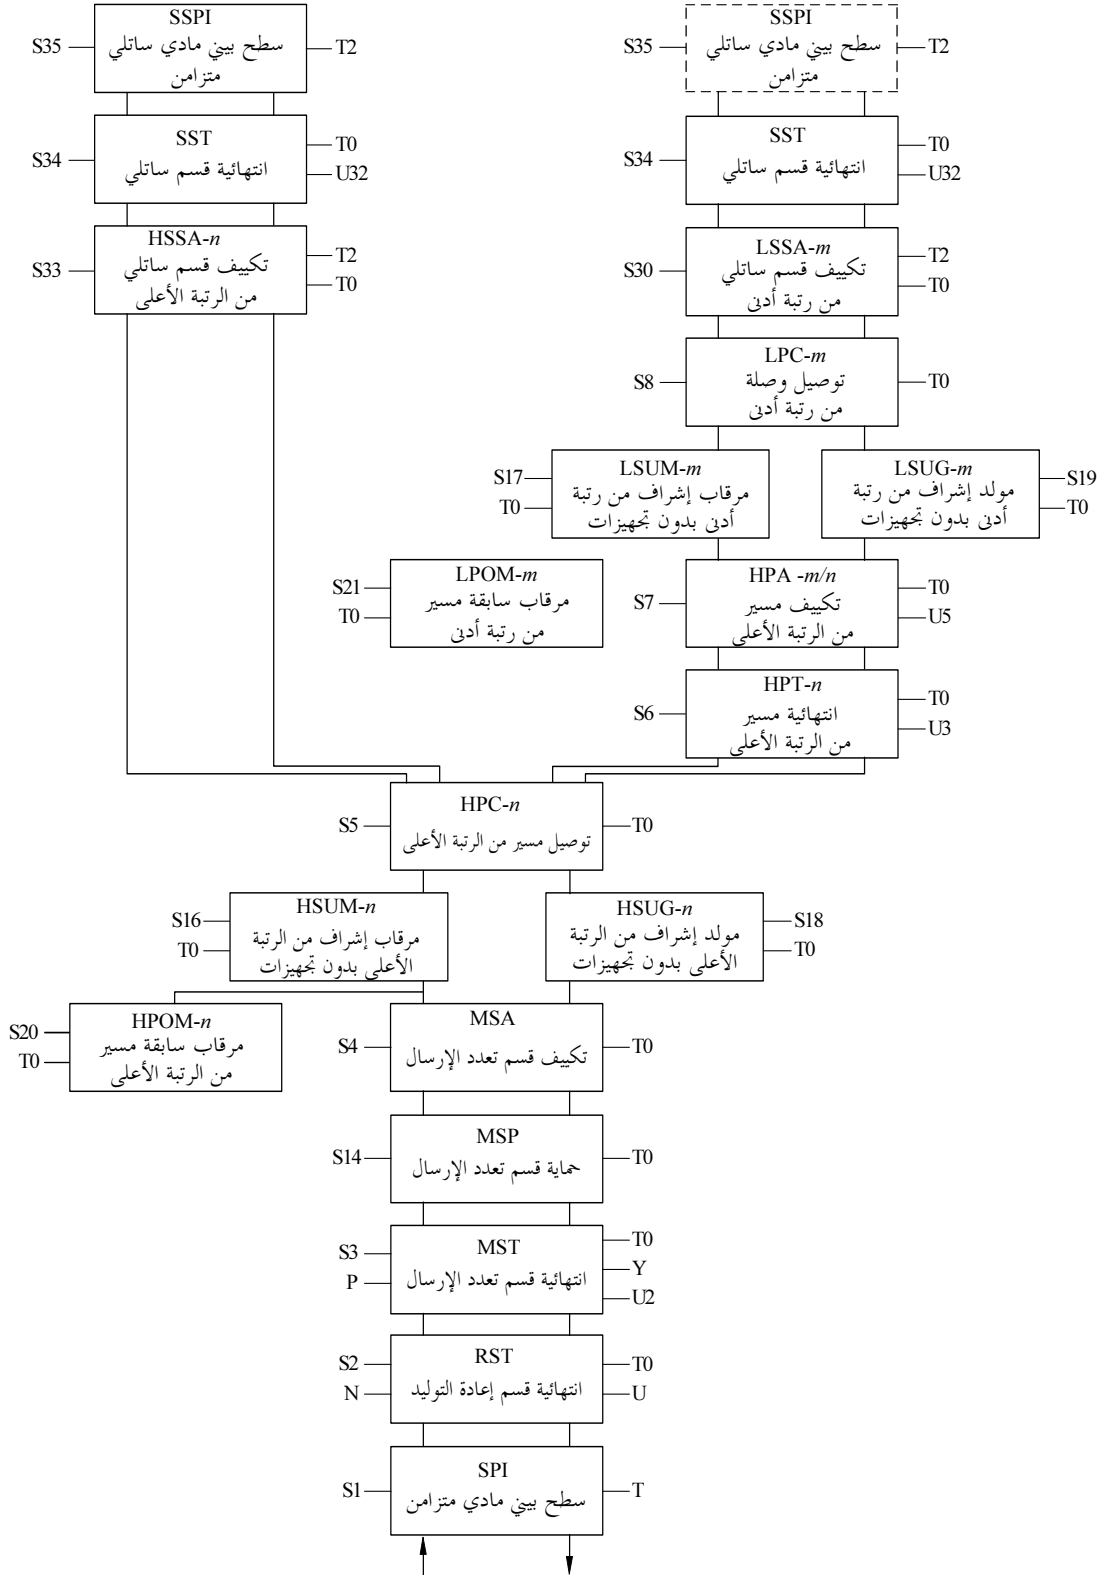 SSPI
S35
سطح بيني مادي ساتلي
متزامن
T2
SST
S34
انتهائية قسم ساتلي
T0
U32
HSSA-n
S33
تكييف قسم ساتلي
من الرتبة الأعلى
T2
T0
SSPI
S35
سطح بيني مادي ساتلي
متزامن
T2
SST
S34
انتهائية قسم ساتلي
T0
U32
LSSA-m
S30
تكييف قسم ساتلي
من رتبة أدنى
T2
T0
LPC-m
S8
توصيل وصلة
من رتبة أدنى
T0
LSUM-m
S17
T0
مرقاب إشراف من رتبة
أدنى بدون تجهيزات
LSUG-m
مولد إشراف من رتبة
أدنى بدون تجهيزات
S19
T0
LPOM-m
S21
T0
مرقاب سابقة مسير
من رتبة أدنى
HPA -m/n
S7
تكييف مسير
من الرتبة الأعلى
T0
U5
HPT-n
S6
انتهائية مسير
من الرتبة الأعلى
T0
U3
HPC-n
S5
توصيل مسير من الرتبة الأعلى
T0
HSUM-n
S16
T0
مرقاب إشراف من الرتبة
الأعلى بدون تجهيزات
HSUG-n
مولد إشراف من الرتبة
الأعلى بدون تجهيزات
S18
T0
HPOM-n
S20
T0
مرقاب سابقة مسير
من الرتبة الأعلى
MSA
S4
تكييف قسم تعدد الإرسال
T0
MSP
S14
حماية قسم تعدد الإرسال
T0
MST
S3
P
انتهائية قسم تعدد الإرسال
T0
Y
U2
RST
S2
N
انتهائية قسم إعادة التوليد
T0
U
SPI
S1
سطح بيني مادي متزامن
T